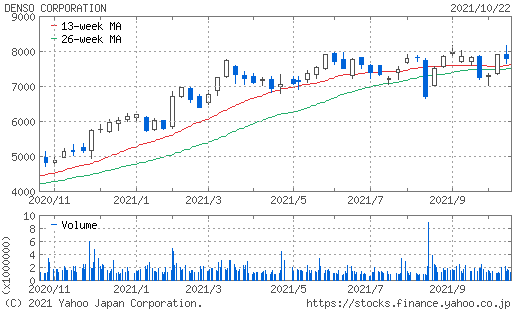 DENSO CORPORATION 2021/10/22
9000
13-week MA
26-week MA
8000
7000
6000
5000
4000
2020/11 2021/1 2021/3 2021/5 2021/7 2021/9
10
Volume
8
6
4
2
0
(x1000000)
2020/11 2021/1 2021/3 2021/5 2021/7 2021/9
(C) 2021 Yahoo Japan Corporation. https://stocks.finance.yahoo.co.jp/